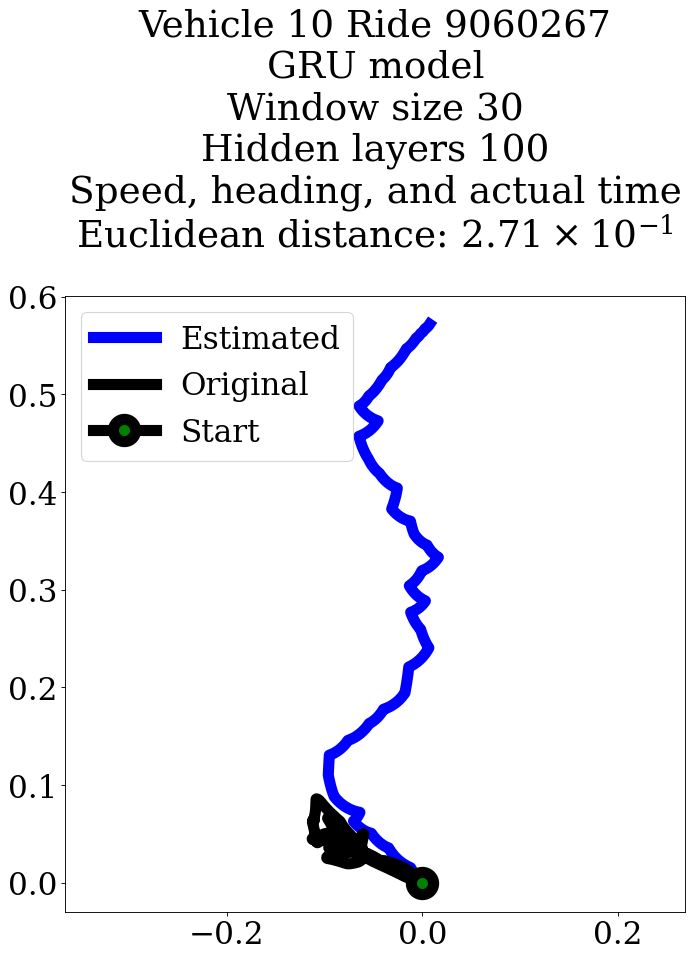 Vehicle 10 Ride 9060267
GRU model
Window size 30
Hidden layers 100
Speed, heading, and actual time
Euclidean distance: 2.71 × 10⁻¹
Estimated
Original
Start
0.6
0.5
0.4
0.3
0.2
0.1
0.0
−0.2 0.0 0.2